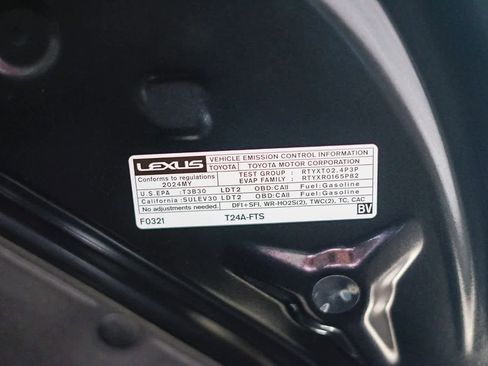 LEXUS VEHICLE EMISSION CONTROL INFORMATION
TOYOTA TOYOTA MOTOR CORPORATION
Conforms to regulations TEST GROUP : RTYXT02.4P3P
2024MY EVAP FAMILY : RTYXR0165P82
U.S.EPA :T3B30 LDT2 OBD:CAII Fuel:Gasoline
California:SULEV30 LDT2 OBD:CAII Fuel:Gasoline
No adjustments needed. DFI+SFI, WR-HO2S(2), TWC(2), TC, CAC
F0321 T24A-FTS BV